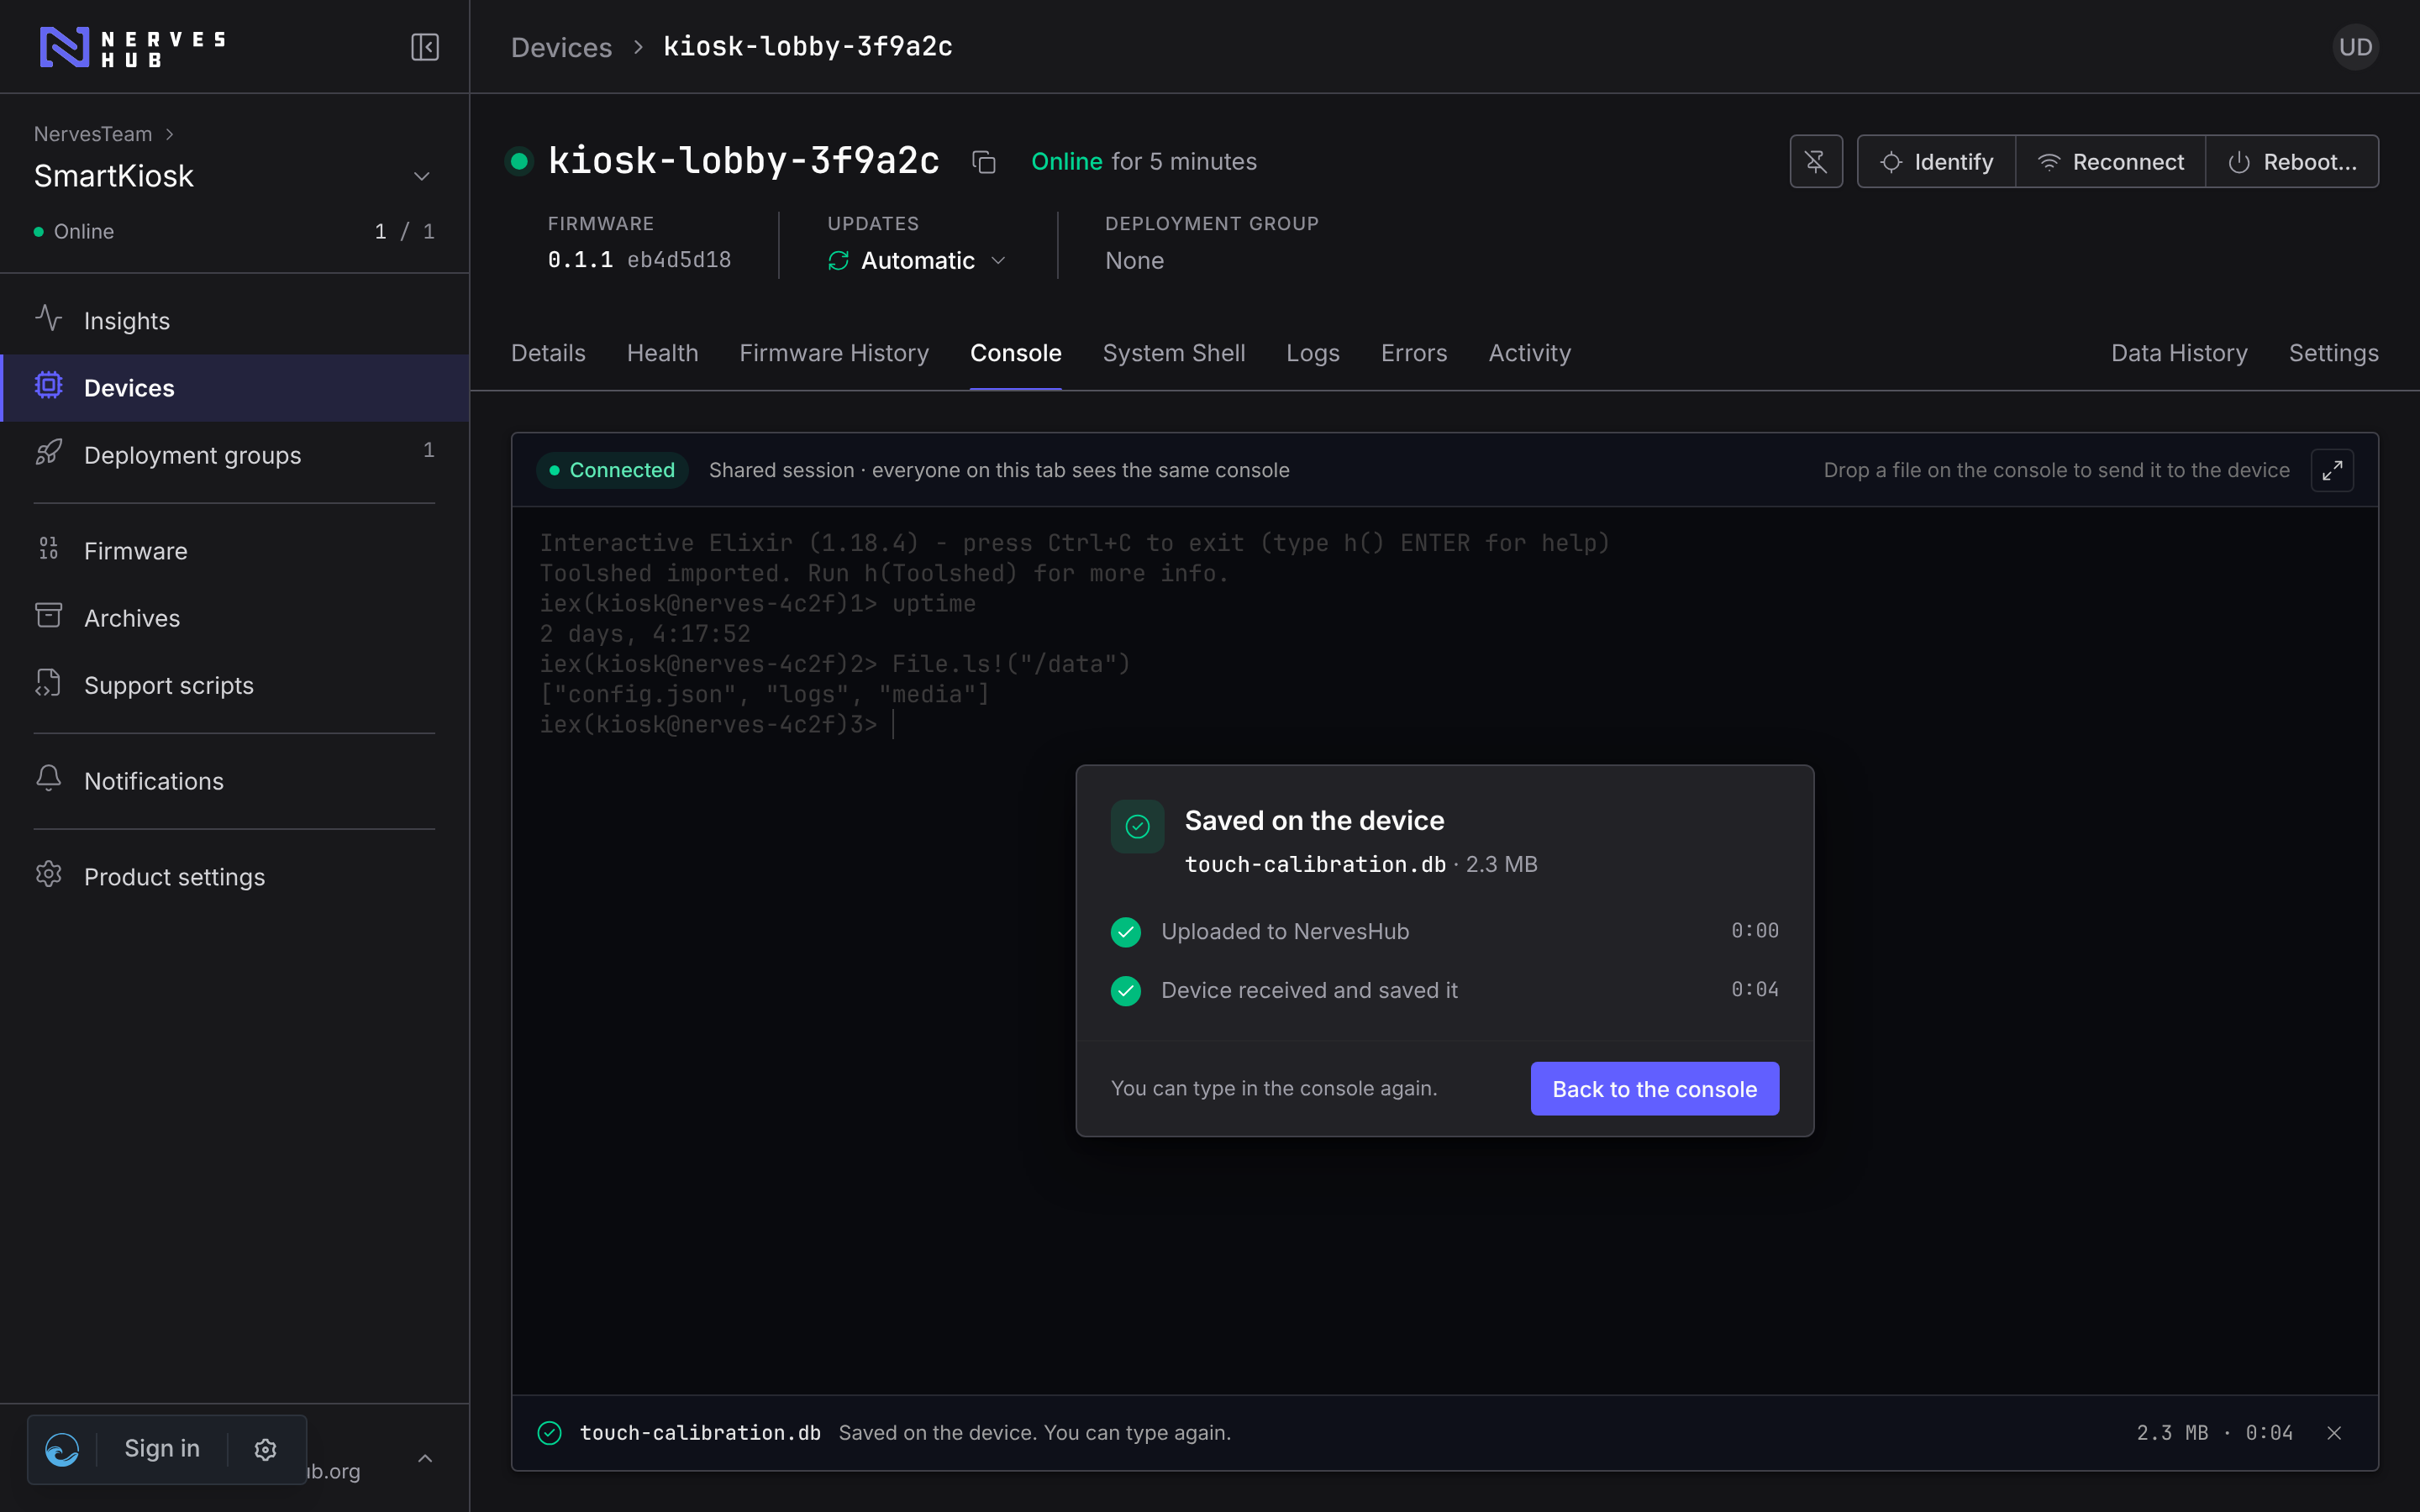 NERVES
HUB
Devices > kiosk-lobby-3f9a2c
UD
NervesTeam >
SmartKiosk
Online 1 / 1
Insights
Devices
Deployment groups 1
Firmware
Archives
Support scripts
Notifications
Product settings
Sign in
ub.org
kiosk-lobby-3f9a2c Online for 5 minutes
Identify Reconnect Reboot...
FIRMWARE UPDATES DEPLOYMENT GROUP
0.1.1 eb4d5d18 Automatic None
Details Health Firmware History Console System Shell Logs Errors Activity Data History Settings
Connected Shared session · everyone on this tab sees the same console Drop a file on the console to send it to the device
Interactive Elixir (1.18.4) - press Ctrl+C to exit (type h() ENTER for help)
Toolshed imported. Run h(Toolshed) for more info.
iex(kiosk@nerves-4c2f)1> uptime
2 days, 4:17:52
iex(kiosk@nerves-4c2f)2> File.ls!("/data")
["config.json", "logs", "media"]
iex(kiosk@nerves-4c2f)3>
Saved on the device
touch-calibration.db · 2.3 MB
Uploaded to NervesHub 0:00
Device received and saved it 0:04
You can type in the console again. Back to the console
touch-calibration.db Saved on the device. You can type again. 2.3 MB · 0:04